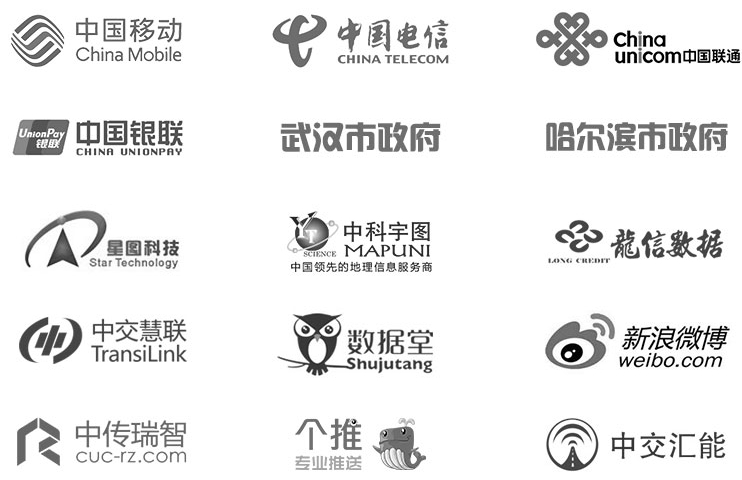 中国移动
China Mobile
中国电信
CHINA TELECOM
China
unicom中国联通
UnionPay
银联
中国银联
CHINA UNIONPAY
武汉市政府
哈尔滨市政府
星图科技
Star Technology
YT
SCIENCE
中科宇图
MAPUNI
中国领先的地理信息服务商
LONG CREDIT
龍信数据
中交慧联
TransiLink
数据堂
Shujutang
新浪微博
weibo.com
中传瑞智
cuc-rz.com
个推
专业推送
中交汇能